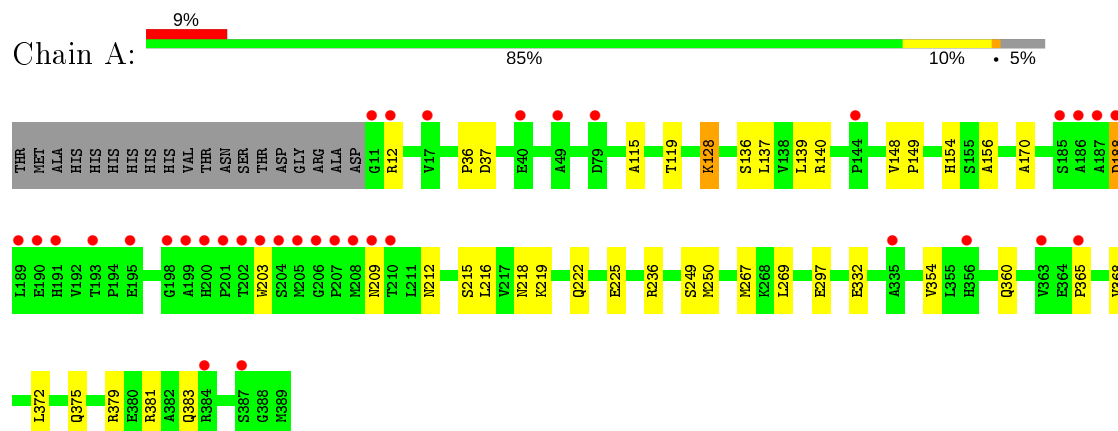 9%
Chain A:
85% 10% • 5%
THR MET ALA HIS HIS HIS HIS HIS HIS VAL THR ASN SER THR ASP GLY ARG ALA ASP G11 R12 V17 P36 D37 E40 A49 D79 A115 T119 K128 S136 L137 V138 L139 R140 P144 V148 P149 H154 S155 A156 A170 S185 A186 A187 D188
L189 E190 H191 V192 T193 P194 E195 G198 A199 H200 P201 T202 W203 S204 M205 G206 P207 M208 N209 T210 L211 N212 S215 L216 V217 N218 K219 Q222 E225 R236 S249 M250 M267 K268 L269 E297 E332 A335 V354 L355 H356 Q360 V363 E364 P365 V368
L372 Q375 R379 E380 R381 A382 Q383 R384 S387 G388 M389